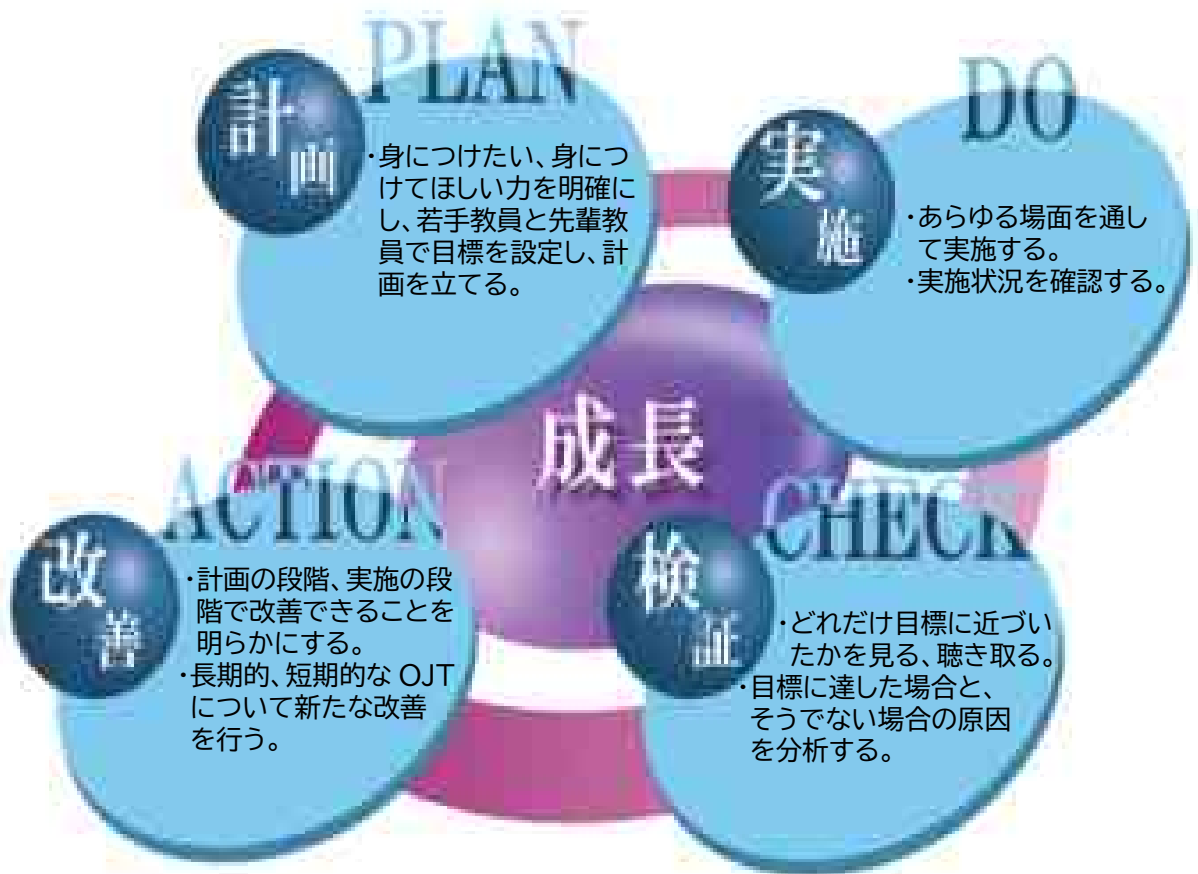 PLAN
計画
・身につけたい、身につ
けてほしい力を明確に
し、若手教員と先輩教
員で目標を設定し、計
画を立てる。
DO
実施
・あらゆる場面を通し
て実施する。
・実施状況を確認する。
成長
ACTION
改善
・計画の段階、実施の段
階で改善できることを
明らかにする。
・長期的、短期的な OJT
について新たな改善
を行う。
CHECK
検証
・どれだけ目標に近づい
たかを見る、聴き取る。
・目標に達した場合と、
そうでない場合の原因
を分析する。